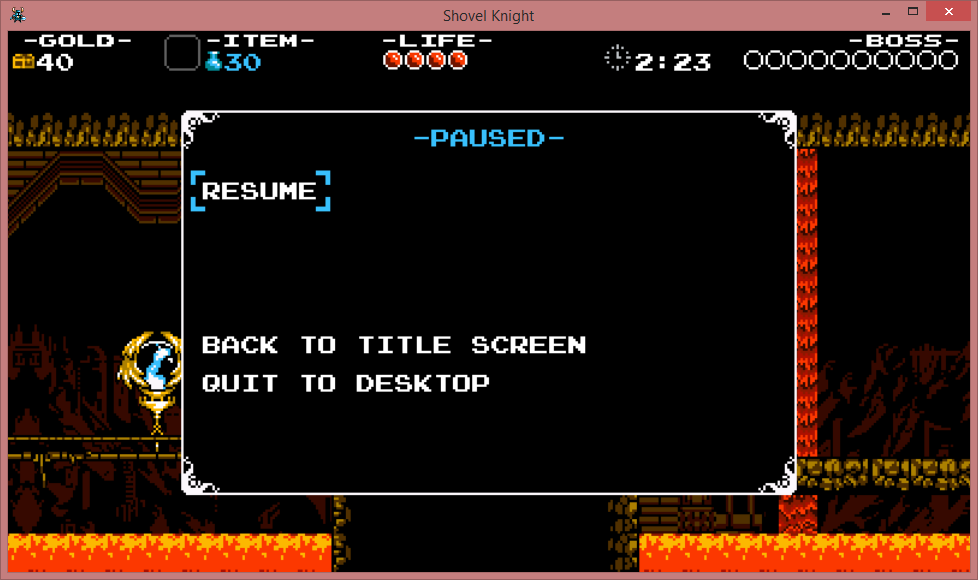 Shovel Knight
-GOLD- -ITEM- -LIFE- -BOSS-
40 30 2:23
-PAUSED-
RESUME
BACK TO TITLE SCREEN
QUIT TO DESKTOP